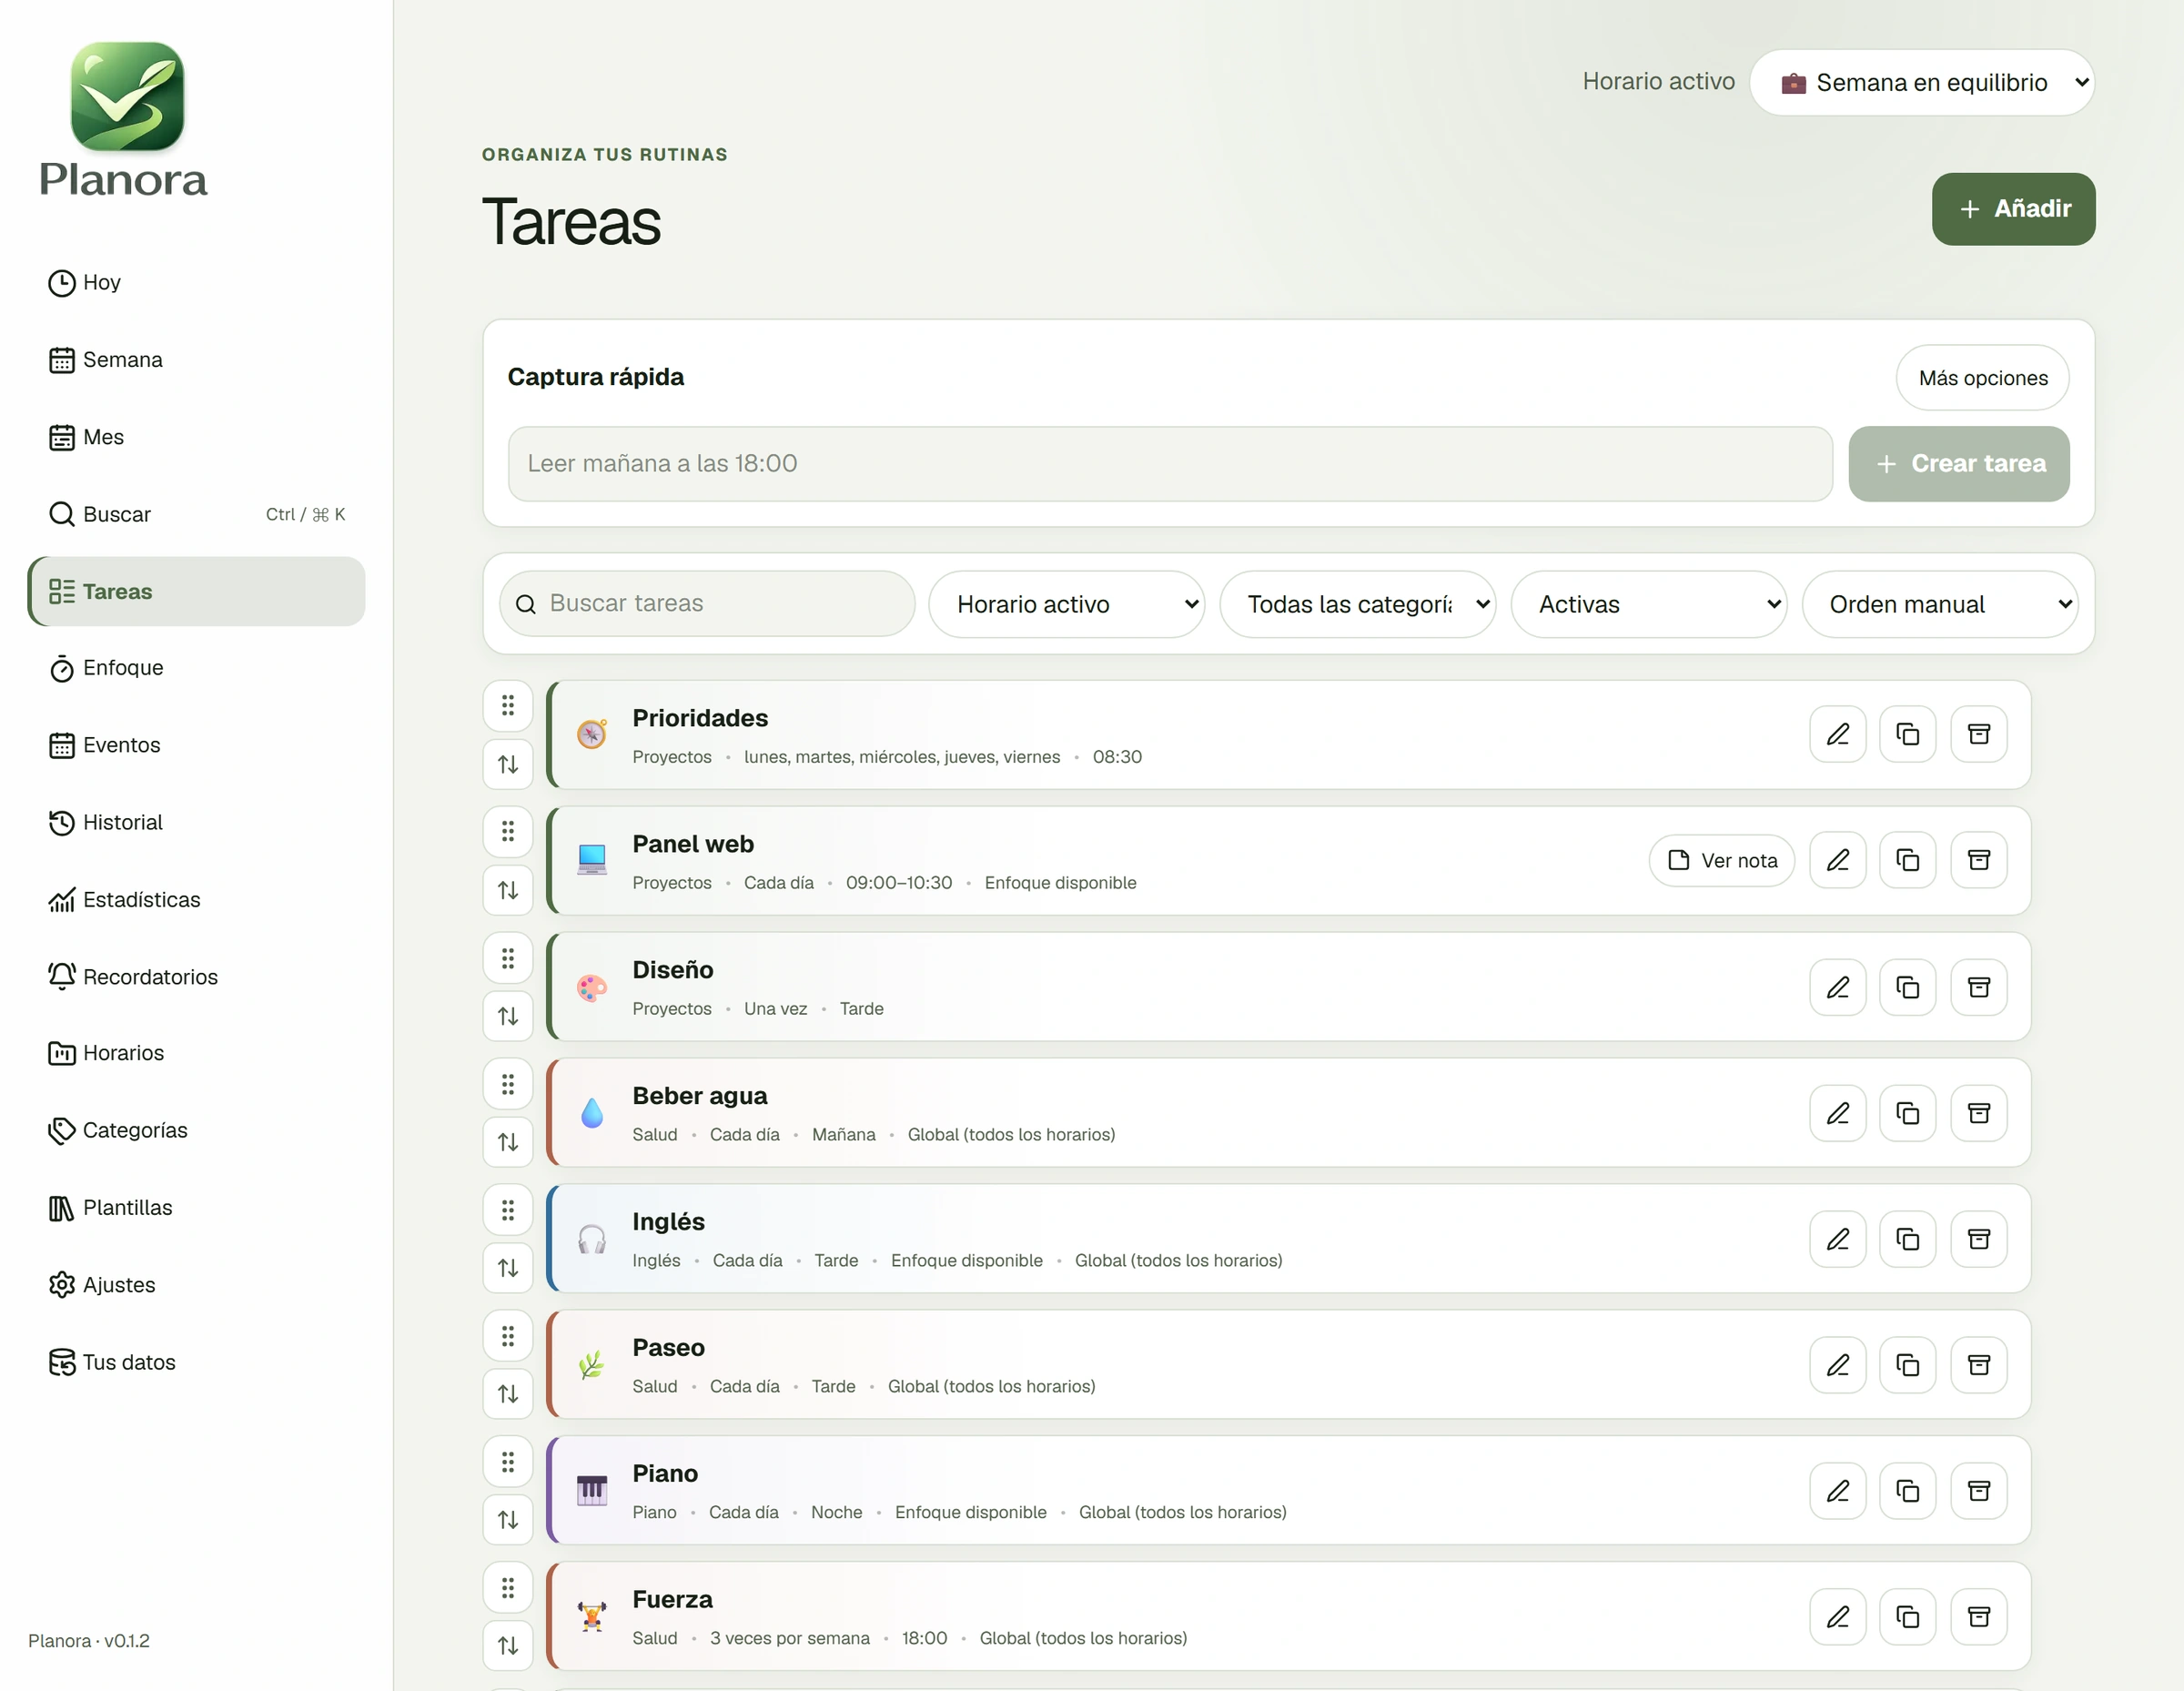 Planora
Hoy
Semana
Mes
Buscar Ctrl / ⌘ K
Tareas
Enfoque
Eventos
Historial
Estadísticas
Recordatorios
Horarios
Categorías
Plantillas
Ajustes
Tus datos
Planora · v0.1.2
Horario activo Semana en equilibrio
ORGANIZA TUS RUTINAS
Tareas
+ Añadir
Captura rápida
Más opciones
Leer mañana a las 18:00
+ Crear tarea
Buscar tareas Horario activo Todas las categorí Activas Orden manual
Prioridades
Proyectos • lunes, martes, miércoles, jueves, viernes • 08:30
Panel web
Proyectos • Cada día • 09:00–10:30 • Enfoque disponible
Ver nota
Diseño
Proyectos • Una vez • Tarde
Beber agua
Salud • Cada día • Mañana • Global (todos los horarios)
Inglés
Inglés • Cada día • Tarde • Enfoque disponible • Global (todos los horarios)
Paseo
Salud • Cada día • Tarde • Global (todos los horarios)
Piano
Piano • Cada día • Noche • Enfoque disponible • Global (todos los horarios)
Fuerza
Salud • 3 veces por semana • 18:00 • Global (todos los horarios)